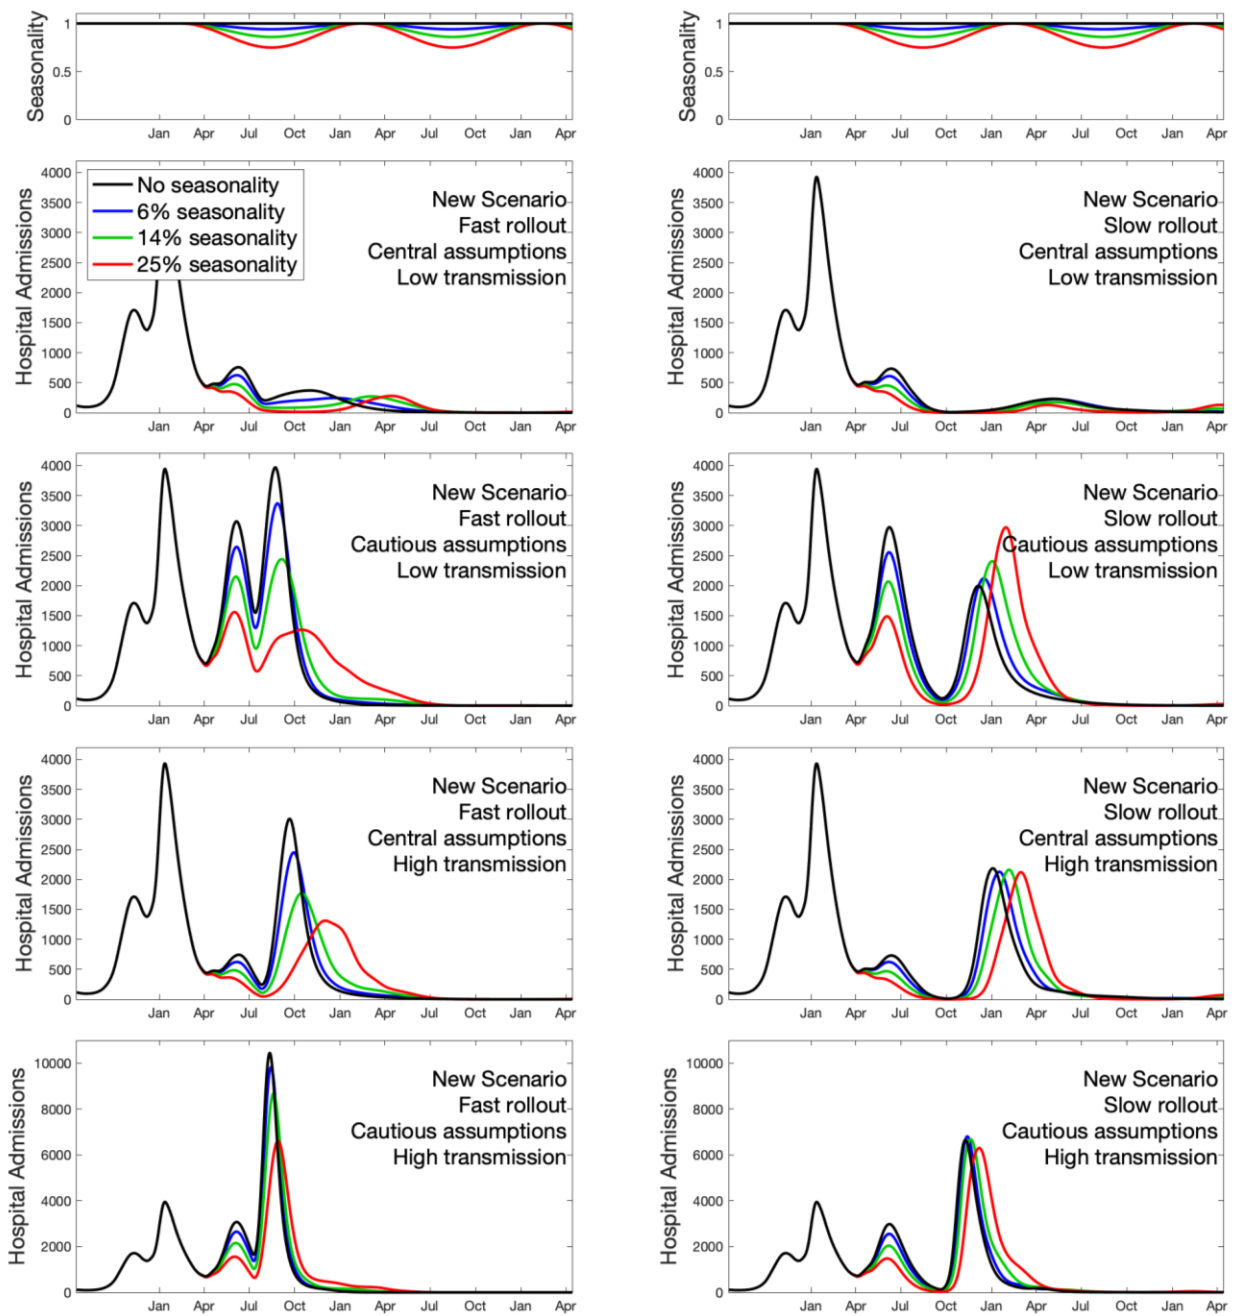 Seasonality
1
0.5
0
Jan Apr Jul Oct Jan Apr Jul Oct Jan Apr
Seasonality
1
0.5
0
Jan Apr Jul Oct Jan Apr Jul Oct Jan Apr
Hospital Admissions
4000
3500
3000
2500
2000
1500
1000
500
0
No seasonality
6% seasonality
14% seasonality
25% seasonality
New Scenario
Fast rollout
Central assumptions
Low transmission
Jan Apr Jul Oct Jan Apr Jul Oct Jan Apr
Hospital Admissions
4000
3500
3000
2500
2000
1500
1000
500
0
New Scenario
Slow rollout
Central assumptions
Low transmission
Jan Apr Jul Oct Jan Apr Jul Oct Jan Apr
Hospital Admissions
4000
3500
3000
2500
2000
1500
1000
500
0
New Scenario
Fast rollout
Cautious assumptions
Low transmission
Jan Apr Jul Oct Jan Apr Jul Oct Jan Apr
Hospital Admissions
4000
3500
3000
2500
2000
1500
1000
500
0
New Scenario
Slow rollout
Cautious assumptions
Low transmission
Jan Apr Jul Oct Jan Apr Jul Oct Jan Apr
Hospital Admissions
4000
3500
3000
2500
2000
1500
1000
500
0
New Scenario
Fast rollout
Central assumptions
High transmission
Jan Apr Jul Oct Jan Apr Jul Oct Jan Apr
Hospital Admissions
4000
3500
3000
2500
2000
1500
1000
500
0
New Scenario
Slow rollout
Central assumptions
High transmission
Jan Apr Jul Oct Jan Apr Jul Oct Jan Apr
Hospital Admissions
10000
8000
6000
4000
2000
0
New Scenario
Fast rollout
Cautious assumptions
High transmission
Jan Apr Jul Oct Jan Apr Jul Oct Jan Apr
Hospital Admissions
10000
8000
6000
4000
2000
0
New Scenario
Slow rollout
Cautious assumptions
High transmission
Jan Apr Jul Oct Jan Apr Jul Oct Jan Apr